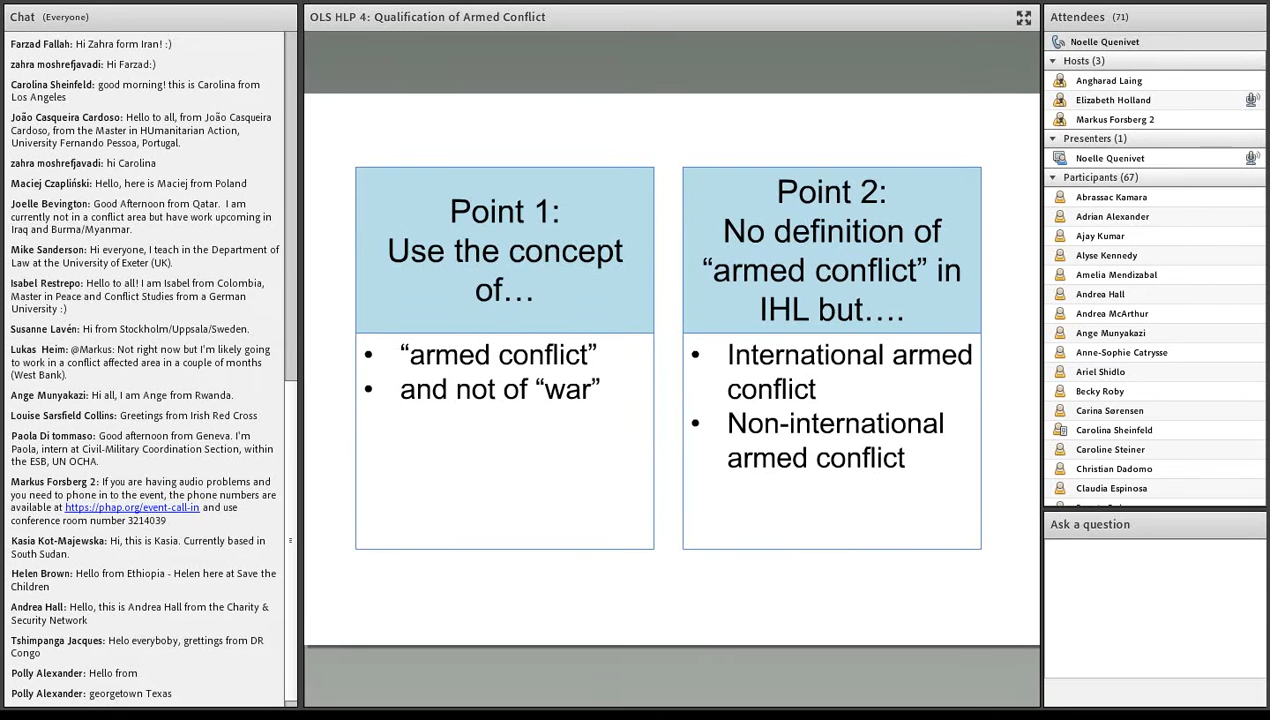 Chat (Everyone)
Farzad Fallah: Hi Zahra form Iran! :)
zahra moshrefjavadi: Hi Farzad:)
Carolina Sheinfeld: good morning! this is Carolina from
Los Angeles
João Casqueira Cardoso: Hello to all, from João Casqueira
Cardoso, from the Master in HUmanitarian Action,
University Fernando Pessoa, Portugal.
zahra moshrefjavadi: hi Carolina
Maciej Czapliński: Hello, here is Maciej from Poland
Joelle Bevington: Good Afternoon from Qatar. I am
currently not in a conflict area but have work upcoming in
Iraq and Burma/Myanmar.
Mike Sanderson: Hi everyone, I teach in the Department of
Law at the University of Exeter (UK).
Isabel Restrepo: Hello to all! I am Isabel from Colombia,
Master in Peace and Conflict Studies from a German
University :)
Susanne Lavén: Hi from Stockholm/Uppsala/Sweden.
Lukas Heim: @Markus: Not right now but I'm likely going
to work in a conflict affected area in a couple of months
(West Bank).
Ange Munyakazi: Hi all, I am Ange from Rwanda.
Louise Sarsfield Collins: Greetings from Irish Red Cross
Paola Di tommaso: Good afternoon from Geneva. I'm
Paola, intern at Civil-Military Coordination Section, within
the ESB, UN OCHA.
Markus Forsberg 2: If you are having audio problems and
you need to phone in to the event, the phone numbers are
available at https://phap.org/event-call-in and use
conference room number 3214039
Kasia Kot-Majewska: Hi, this is Kasia. Currently based in
South Sudan.
Helen Brown: Hello from Ethiopia - Helen here at Save the
Children
Andrea Hall: Hello, this is Andrea Hall from the Charity &
Security Network
Tshimpanga Jacques: Helo everyboby, grettings from DR
Congo
Polly Alexander: Hello from
Polly Alexander: georgetown Texas
OLS HLP 4: Qualification of Armed Conflict
Point 1:
Use the concept
of…
• “armed conflict”
• and not of “war”
Point 2:
No definition of
“armed conflict” in
IHL but….
• International armed
conflict
• Non-international
armed conflict
Attendees (71)
Noelle Quenivet
Hosts (3)
Angharad Laing
Elizabeth Holland
Markus Forsberg 2
Presenters (1)
Noelle Quenivet
Participants (67)
Abrassac Kamara
Adrian Alexander
Ajay Kumar
Alyse Kennedy
Amelia Mendizabal
Andrea Hall
Andrea McArthur
Ange Munyakazi
Anne-Sophie Catrysse
Ariel Shidlo
Becky Roby
Carina Sørensen
Carolina Sheinfeld
Caroline Steiner
Christian Dadomo
Claudia Espinosa
Ask a question